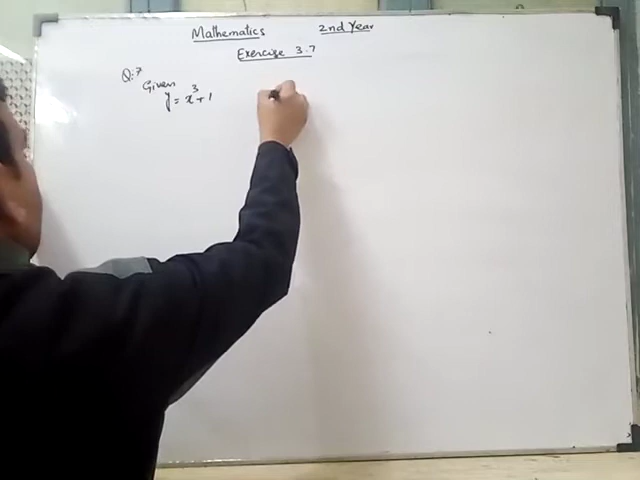 Mathematics 2nd Year
Exercise 3.7
Q:7
Given
y = x³+1